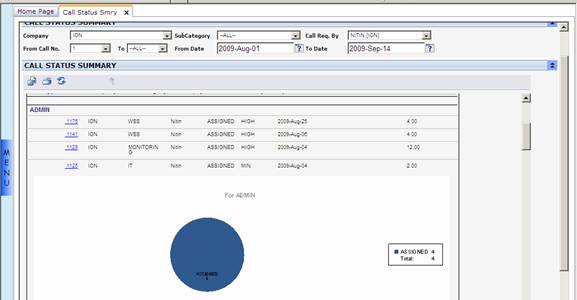 Home Page Call Status Smry x
CALL STATUS SUMMARY
Company ION SubCategory --ALL-- Call Req. By NITIN [ION]
From Call No. 1 To --ALL-- From Date 2009-Aug-01 ? To Date 2009-Sep-14 ?
CALL STATUS SUMMARY
ADMIN
1176 ION WSS Nitin ASSIGNED HIGH 2009-Aug-25 4.00
1141 ION WSS Nitin ASSIGNED HIGH 2009-Aug-06 4.00
ION MONITORIN Nitin ASSIGNED HIGH 2009-Aug-04 12.00
G
1125 ION IT Nitin ASSIGNED MIN 2009-Aug-04 2.00
MENU
For ADMIN
ASSIGNED
4
ASSIGNED 4
Total: 4